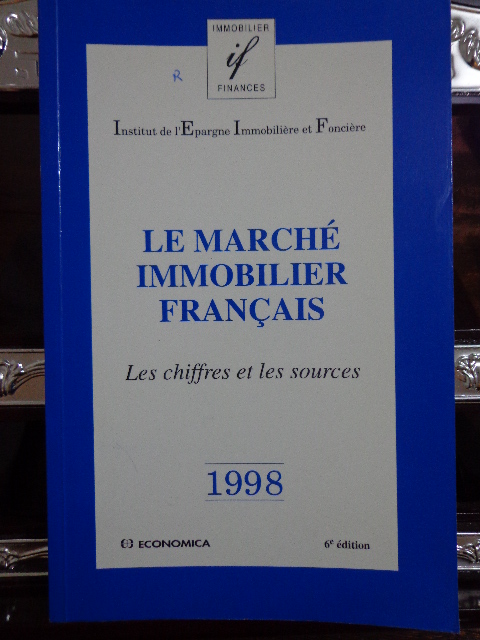 IMMOBILIER
if
FINANCES
R
Institut de l'Epargne Immobilière et Foncière
LE MARCHÉ
IMMOBILIER
FRANÇAIS
Les chiffres et les sources
1998
ECONOMICA
6e édition